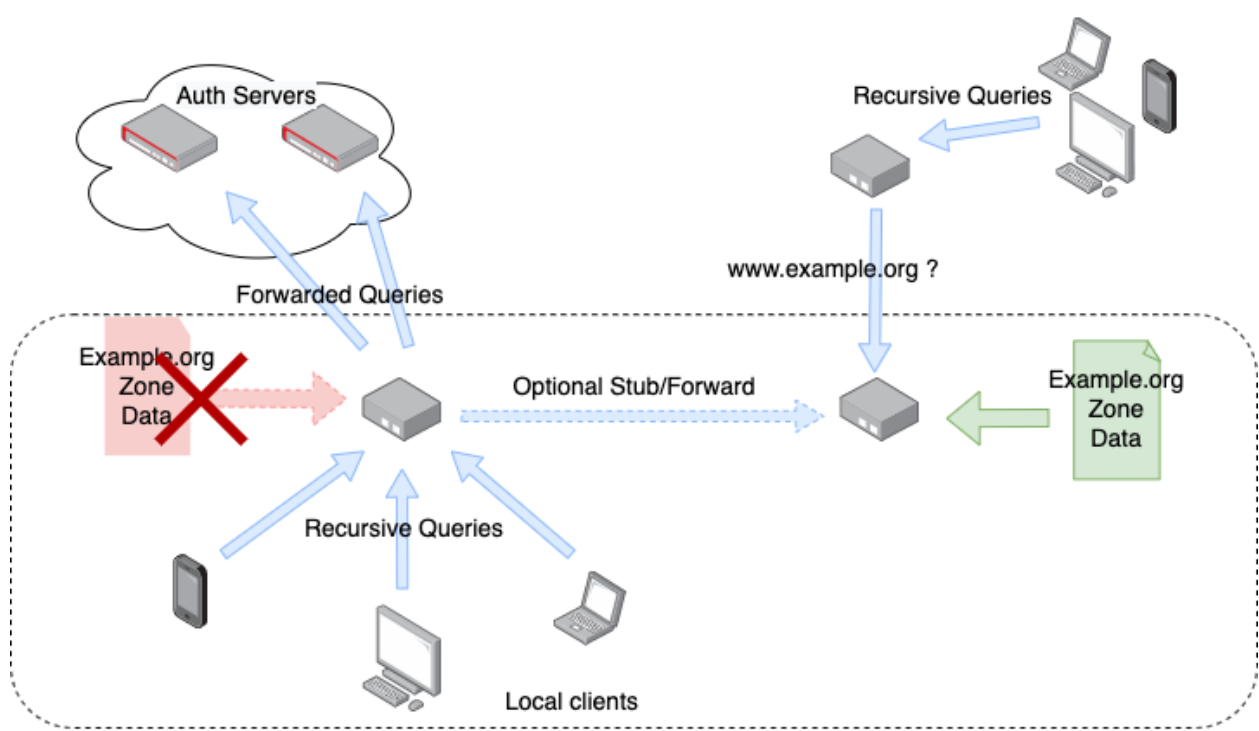 Auth Servers
Recursive Queries
www.example.org ?
Forwarded Queries
Example.org
Zone
Data
Optional Stub/Forward
Example.org
Zone
Data
Recursive Queries
Local clients